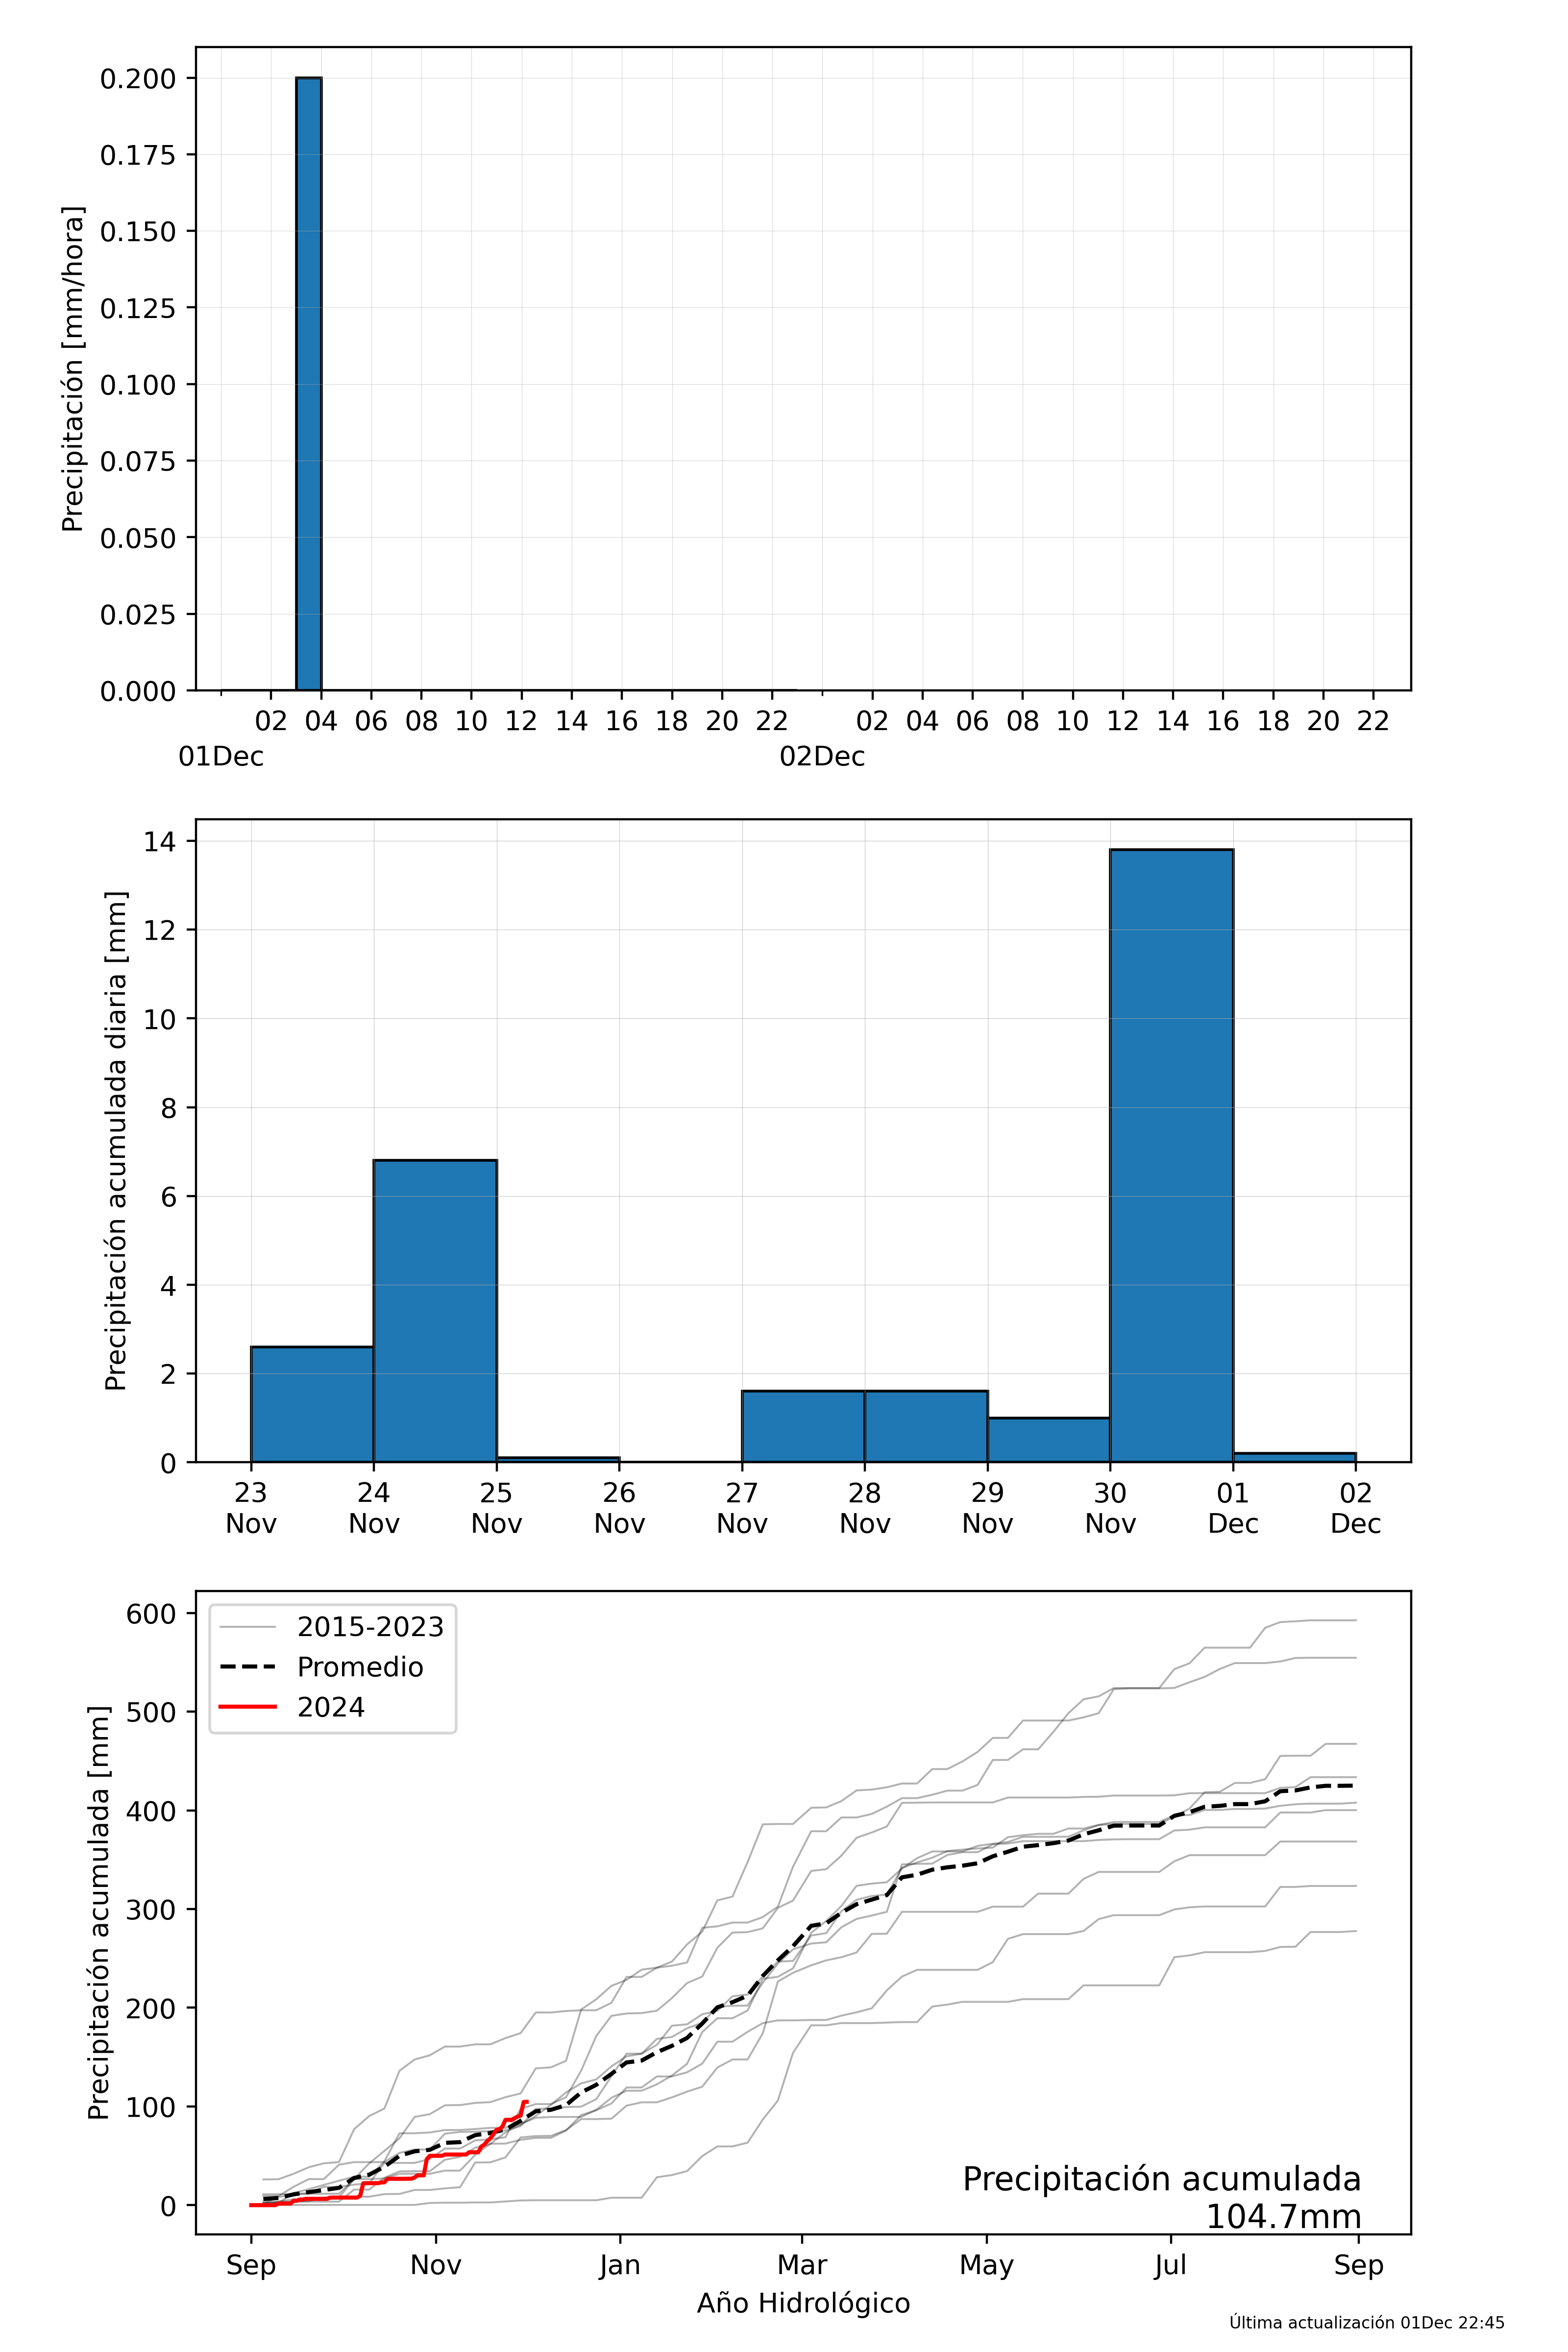 Precipitación [mm/hora]
0.200
0.175
0.150
0.125
0.100
0.075
0.050
0.025
0.000
02 04 06 08 10 12 14 16 18 20 22 02 04 06 08 10 12 14 16 18 20 22
01Dec 02Dec
Precipitación acumulada diaria [mm]
14
12
10
8
6
4
2
0
23 24 25 26 27 28 29 30 01 02
Nov Nov Nov Nov Nov Nov Nov Nov Dec Dec
Precipitación acumulada [mm]
600
500
400
300
200
100
0
2015-2023
Promedio
2024
Precipitación acumulada
104.7mm
Sep Nov Jan Mar May Jul Sep
Año Hidrológico
Última actualización 01Dec 22:45